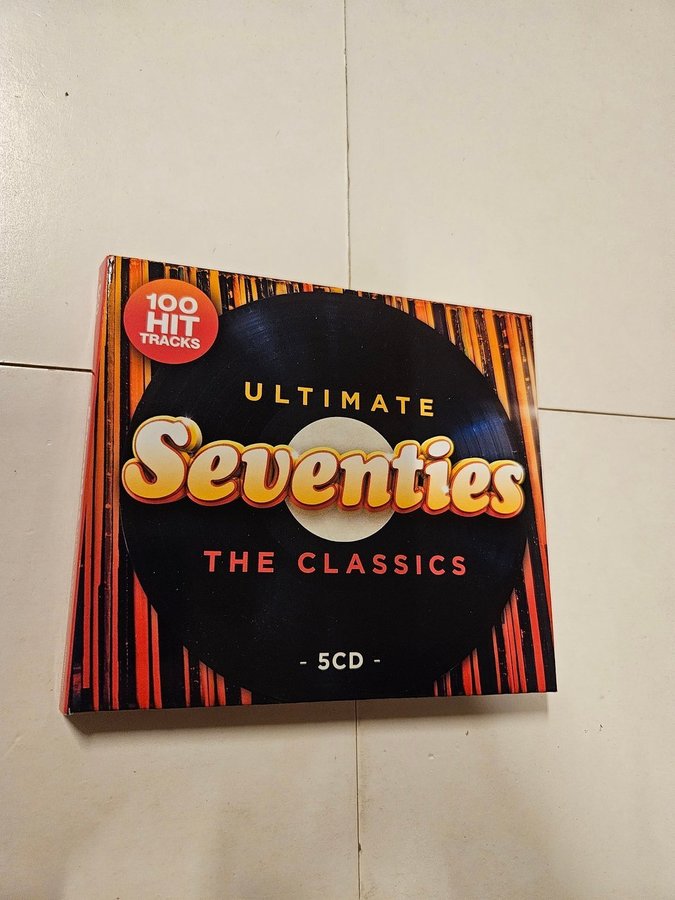 100
HIT
TRACKS
ULTIMATE
Seventies
THE CLASSICS
- 5CD -